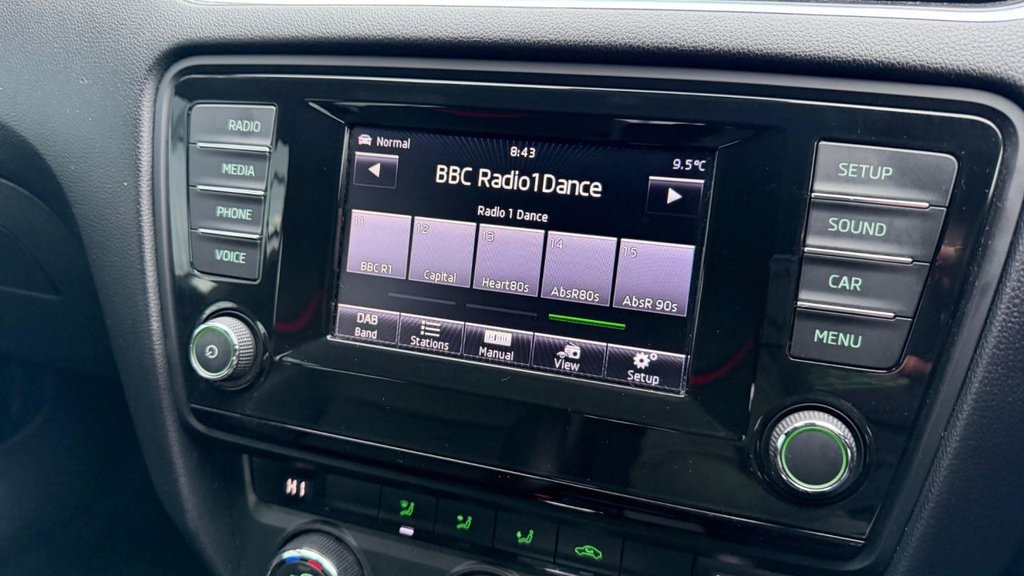 RADIO
MEDIA
PHONE
VOICE
Normal
8:43
9.5°C
BBC Radio1Dance
Radio 1 Dance
11
12
13
14
15
BBC R1
Capital
Heart80s
AbsR80s
AbsR 90s
DAB
Band
Stations
Manual
View
Setup
SETUP
SOUND
CAR
MENU